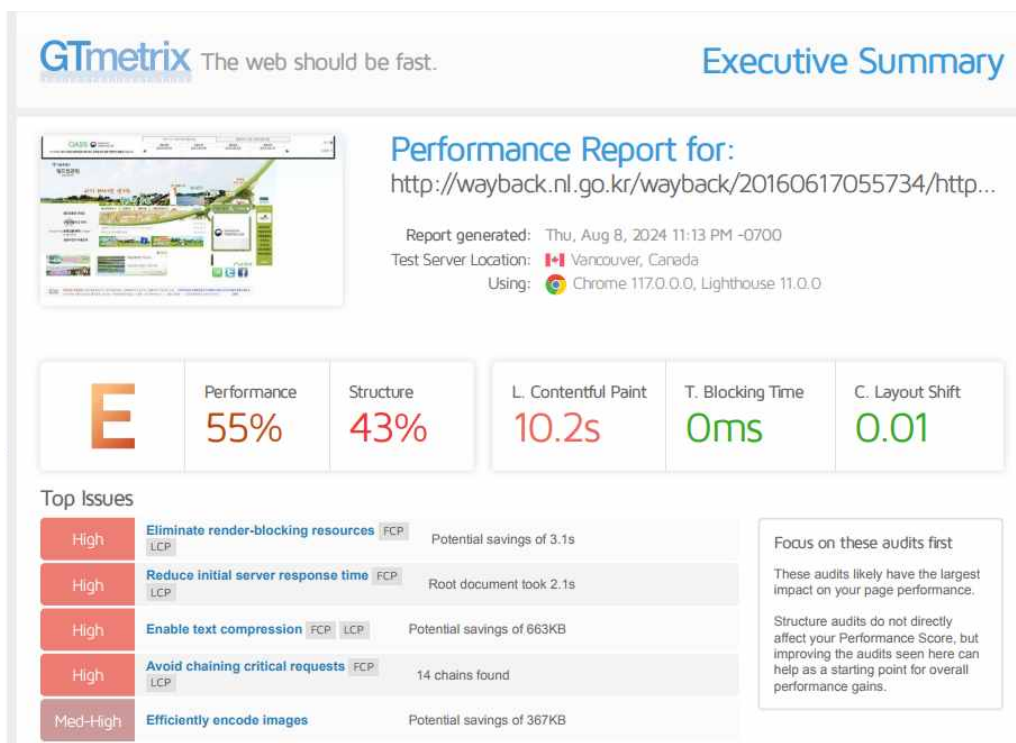 GTmetrix The web should be fast.
Executive Summary
OASIS
Performance Report for:
http://wayback.nl.go.kr/wayback/20160617055734/http...
Report generated: Thu, Aug 8, 2024 11:13 PM -0700
Test Server Location: Vancouver, Canada
Using: Chrome 117.0.0.0, Lighthouse 11.0.0
E
Performance
55%
Structure
43%
L. Contentful Paint
10.2s
T. Blocking Time
0ms
C. Layout Shift
0.01
Top Issues
High Eliminate render-blocking resources FCP LCP Potential savings of 3.1s
High Reduce initial server response time FCP LCP Root document took 2.1s
High Enable text compression FCP LCP Potential savings of 663KB
High Avoid chaining critical requests FCP LCP 14 chains found
Med-High Efficiently encode images Potential savings of 367KB
Focus on these audits first
These audits likely have the largest
impact on your page performance.
Structure audits do not directly
affect your Performance Score, but
improving the audits seen here can
help as a starting point for overall
performance gains.